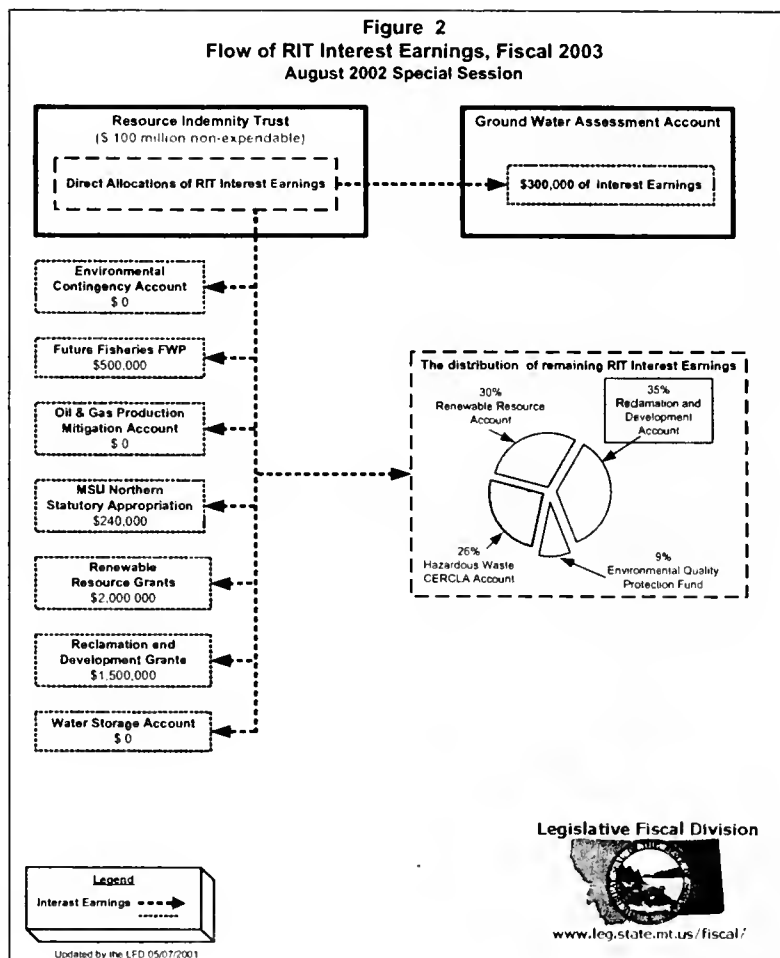 Figure 2
Flow of RIT Interest Earnings, Fiscal 2003
August 2002 Special Session
Resource Indemnity Trust
($ 100 million non-expendable)
Direct Allocations of RIT Interest Earnings
Ground Water Assessment Account
$300,000 of Interest Earnings
Environmental
Contingency Account
$ 0
Future Fisheries FWP
$500,000
Oil & Gas Production
Mitigation Account
$ 0
MSU Northern
Statutory Appropriation
$240,000
Renewable
Resource Grants
$2,000 000
Reclamation and
Development Grants
$1,500,000
Water Storage Account
$ 0
The distribution of remaining RIT Interest Earnings
30%
Renewable Resource
Account
35%
Reclamation and
Development
Account
26%
Hazardous Waste
CERCLA Account
9%
Environmental Quality
Protection Fund
Legend
Interest Earnings
Updated by the LFD 05/07/2001
Legislative Fiscal Division
www.leg.state.mt.us/fiscal/